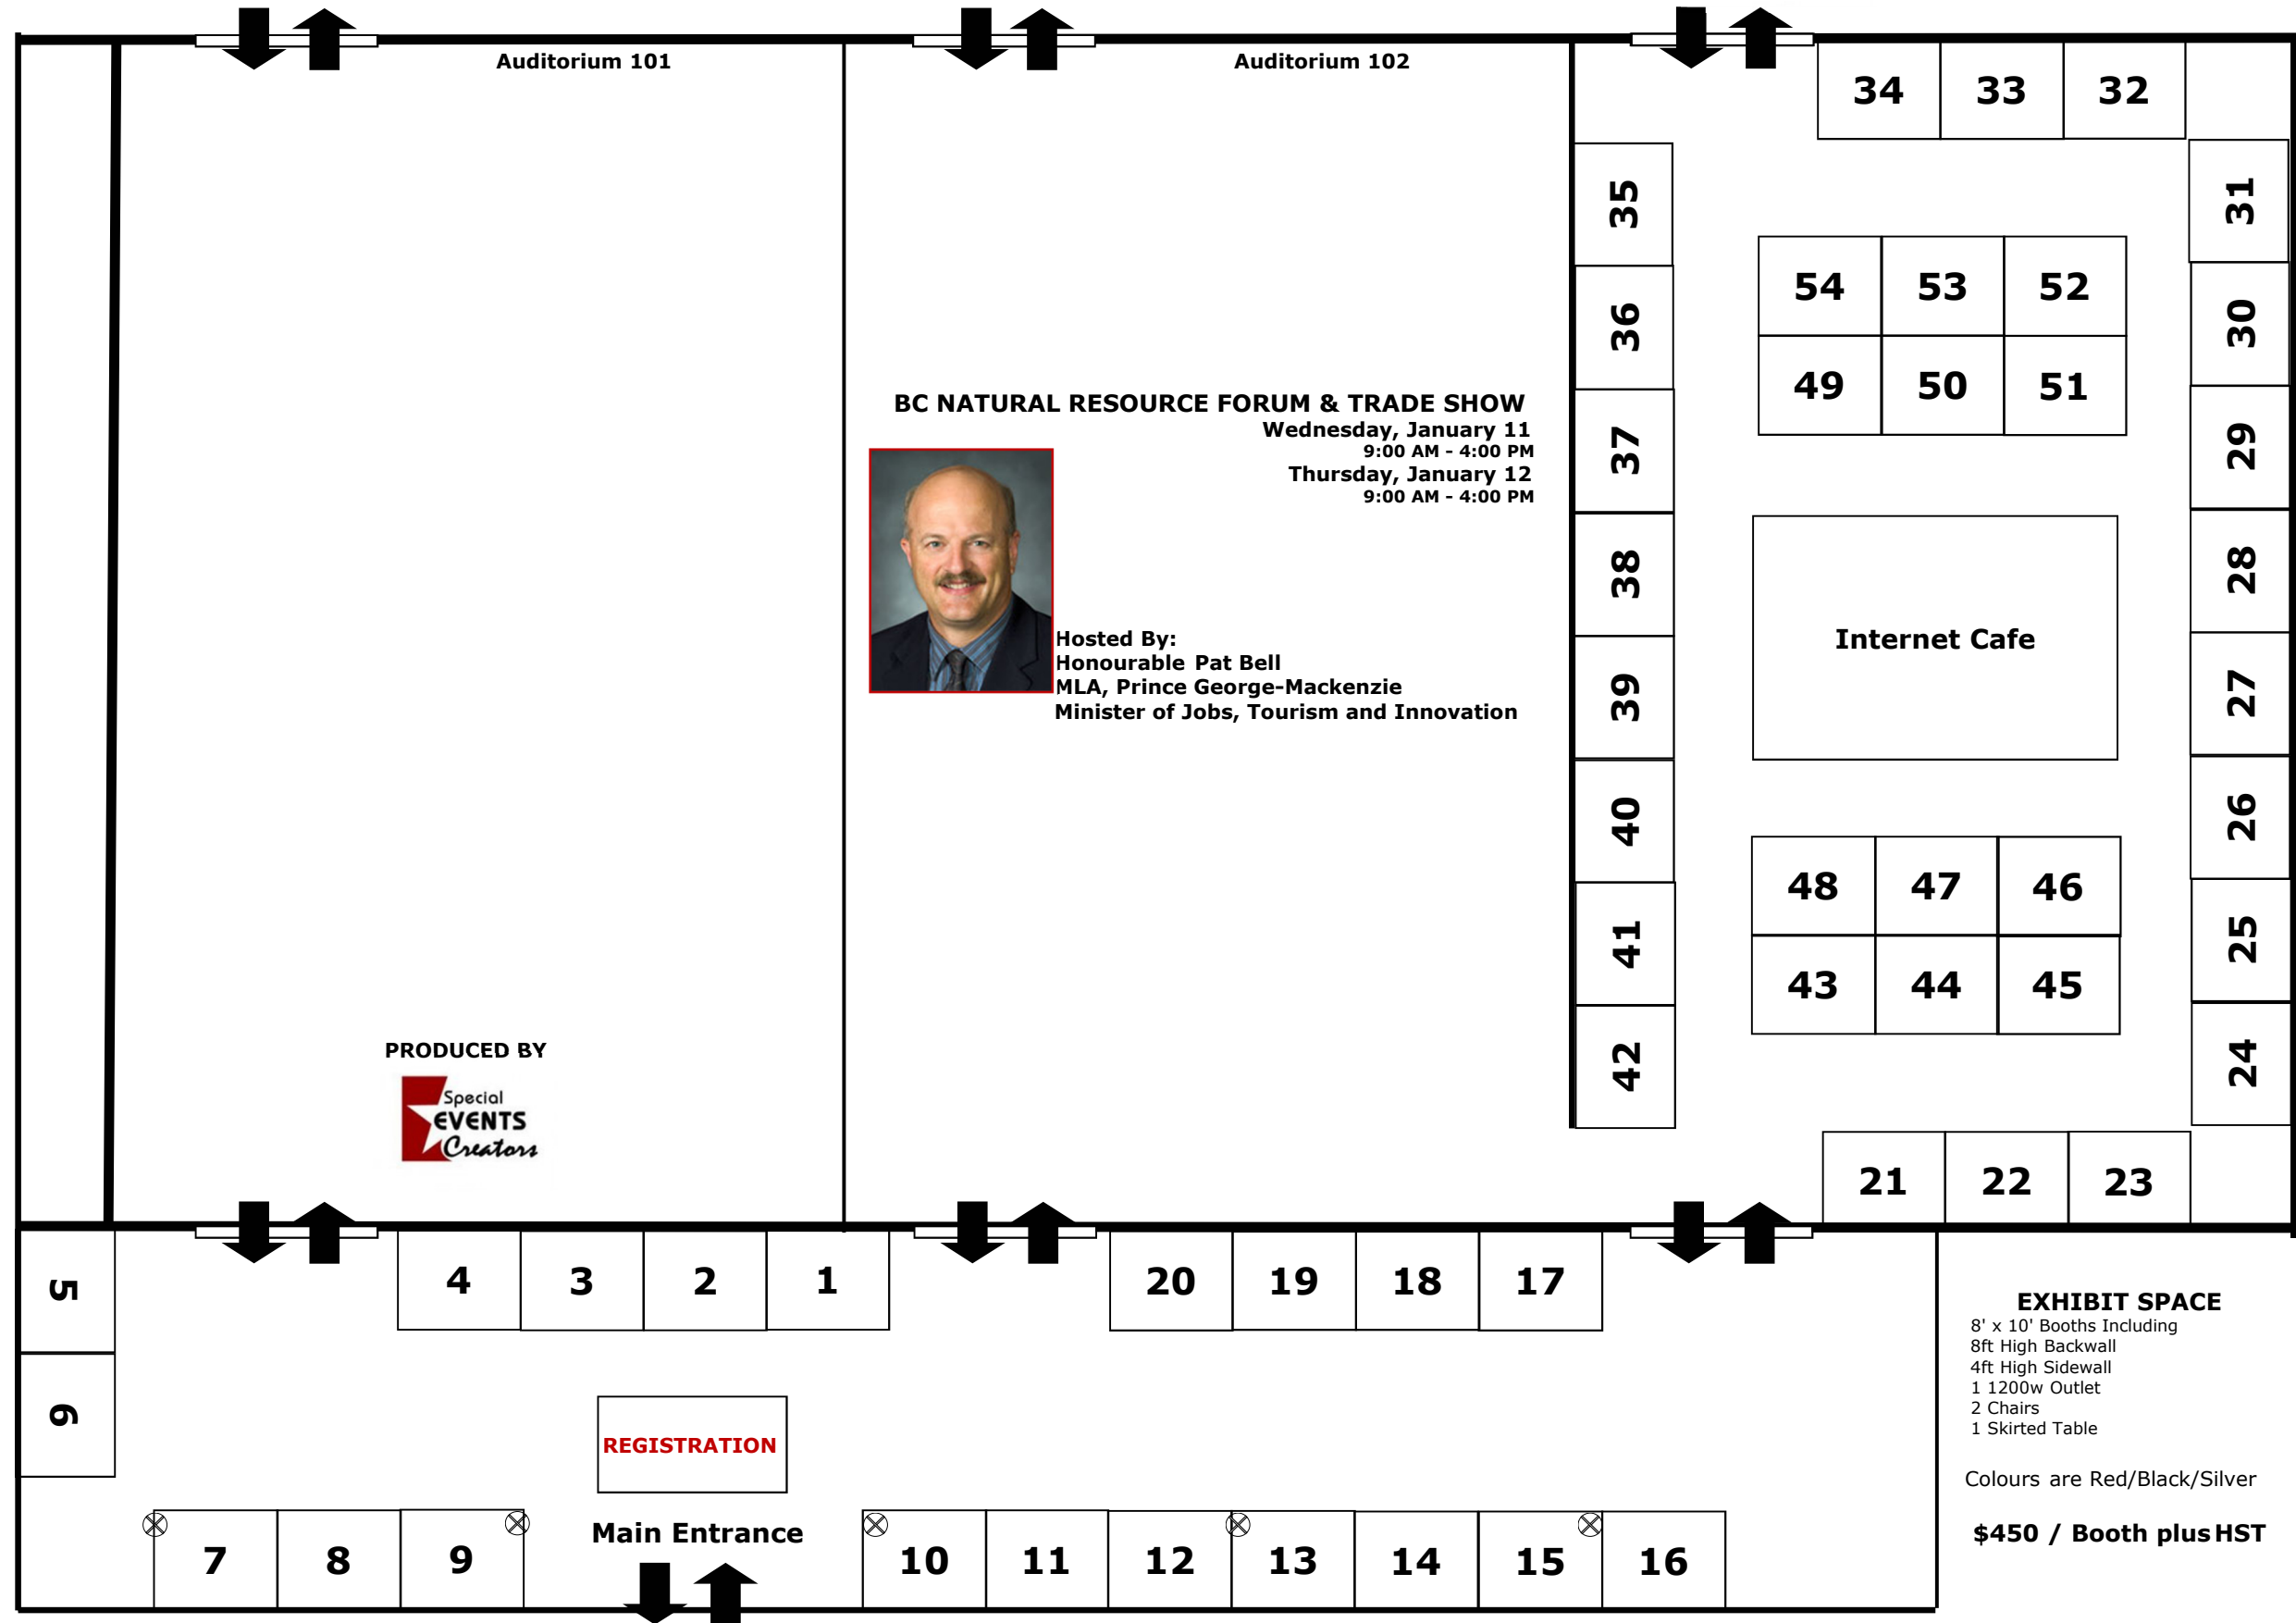 Auditorium 101
Auditorium 102
34 33 32
35
36
37
38
39
40
41
42
31
30
29
28
27
26
25
24
54 53 52
49 50 51
Internet Cafe
48 47 46
43 44 45
21 22 23
BC NATURAL RESOURCE FORUM & TRADE SHOW
Wednesday, January 11
9:00 AM - 4:00 PM
Thursday, January 12
9:00 AM - 4:00 PM
Hosted By:
Honourable Pat Bell
MLA, Prince George-Mackenzie
Minister of Jobs, Tourism and Innovation
PRODUCED BY
Special
EVENTS
Creators
5
6
4 3 2 1
20 19 18 17
REGISTRATION
Main Entrance
7 8 9
10 11 12 13 14 15 16
EXHIBIT SPACE
8' x 10' Booths Including
8ft High Backwall
4ft High Sidewall
1 1200w Outlet
2 Chairs
1 Skirted Table
Colours are Red/Black/Silver
$450 / Booth plus HST